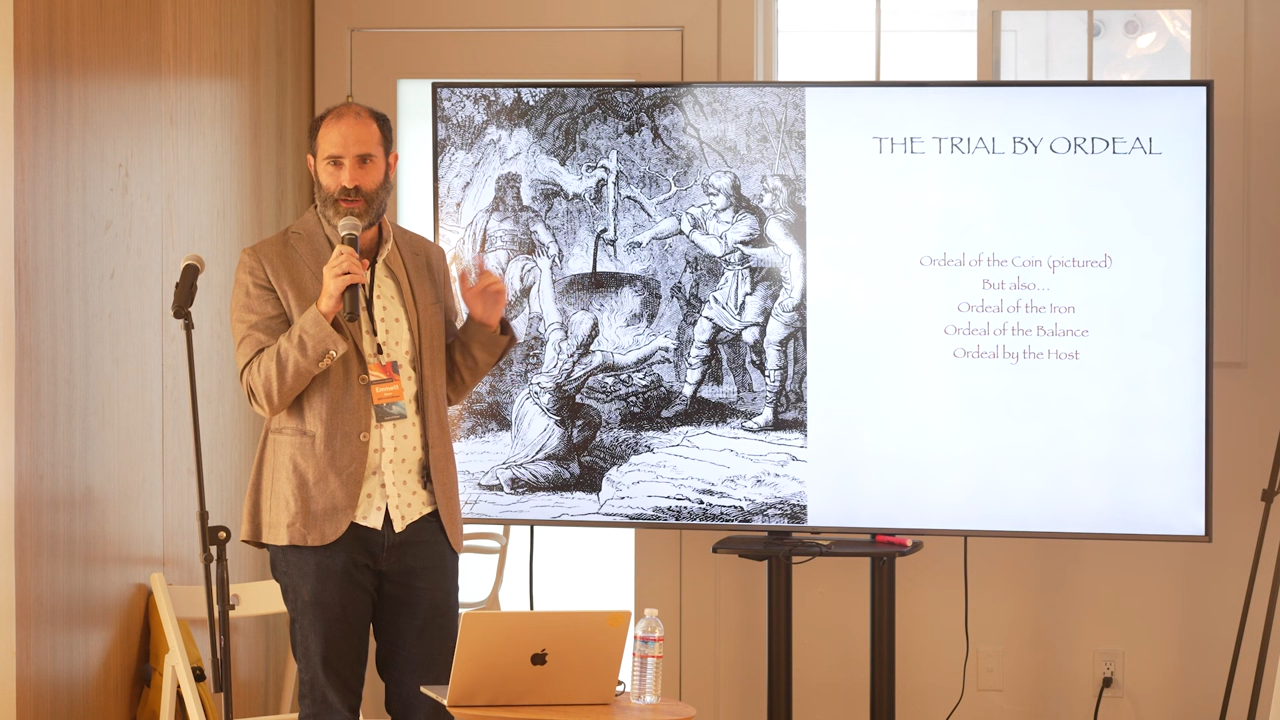 THE TRIAL BY ORDEAL
Ordeal of the Coin (pictured)
But also...
Ordeal of the Iron
Ordeal of the Balance
Ordeal by the Host
Emmett